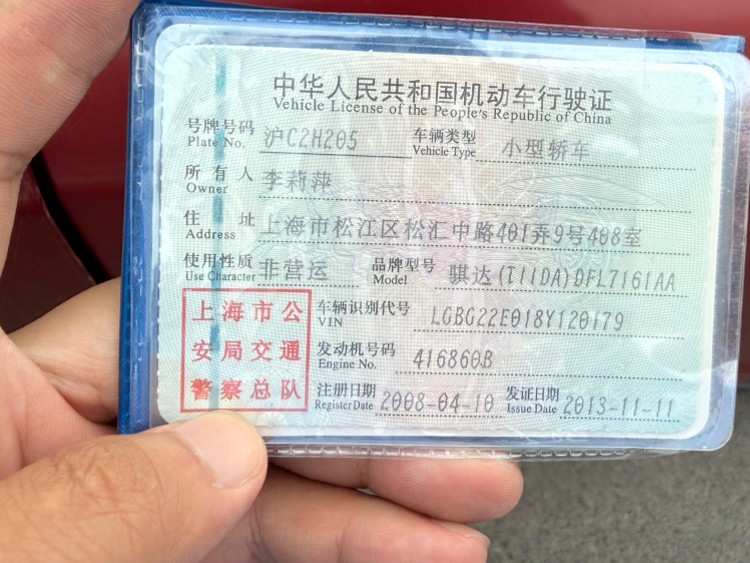 中华人民共和国机动车行驶证
Vehicle License of the People's Republic of China
号牌号码 Plate No. 沪C2H205 车辆类型 Vehicle Type 小型轿车
所有人 Owner 李莉萍
住址 Address 上海市松江区松汇中路401弄9号408室
使用性质 Use Character 非营运 品牌型号 Model 骐达(TIIDA)DFL7161AA
上海市公
安局交通
警察总队
车辆识别代号 VIN LGBG22E018Y120179
发动机号码 Engine No. 416860B
注册日期 Register Date 2008-04-10 发证日期 Issue Date 2013-11-11